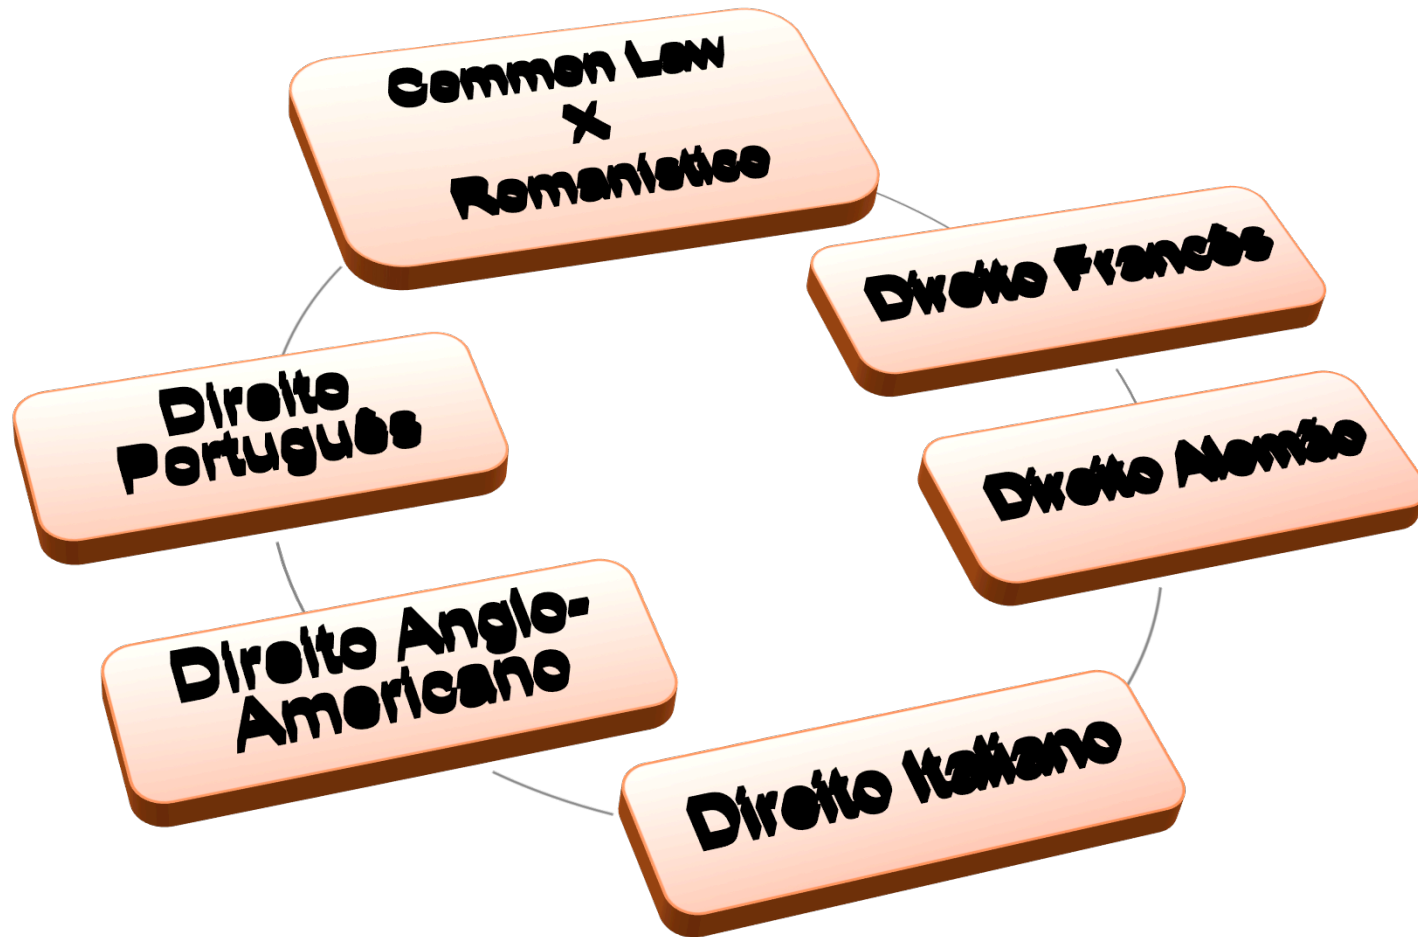 Common Law
X
Romanístico
Direito Francês
Direito Alemão
Direito Italiano
Direito Anglo-
Americano
Direito
Português